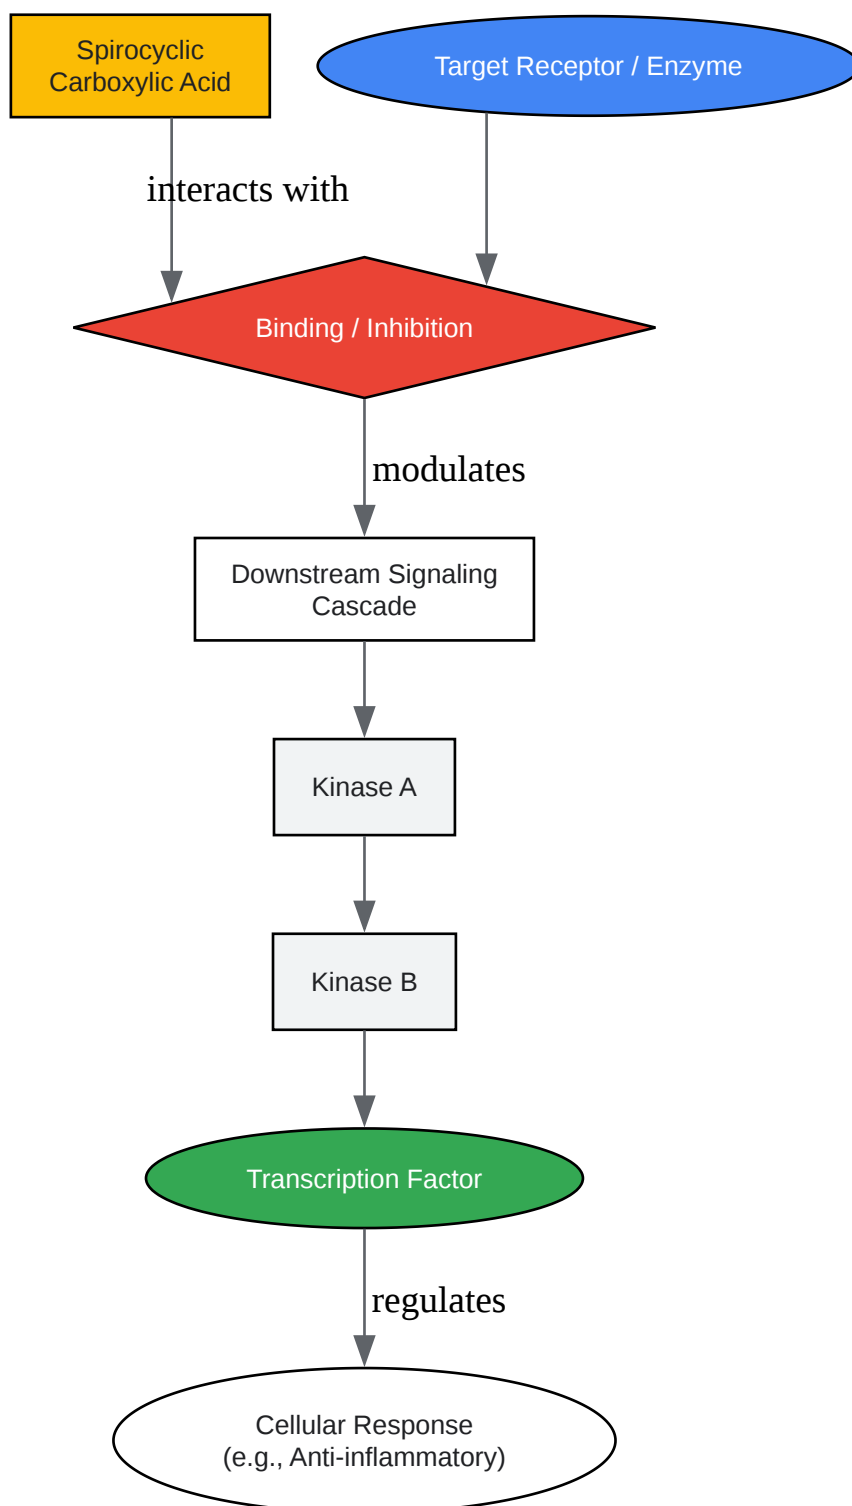 Spirocyclic
Carboxylic Acid
Target Receptor / Enzyme
interacts with
Binding / Inhibition
modulates
Downstream Signaling
Cascade
Kinase A
Kinase B
Transcription Factor
regulates
Cellular Response
(e.g., Anti-inflammatory)